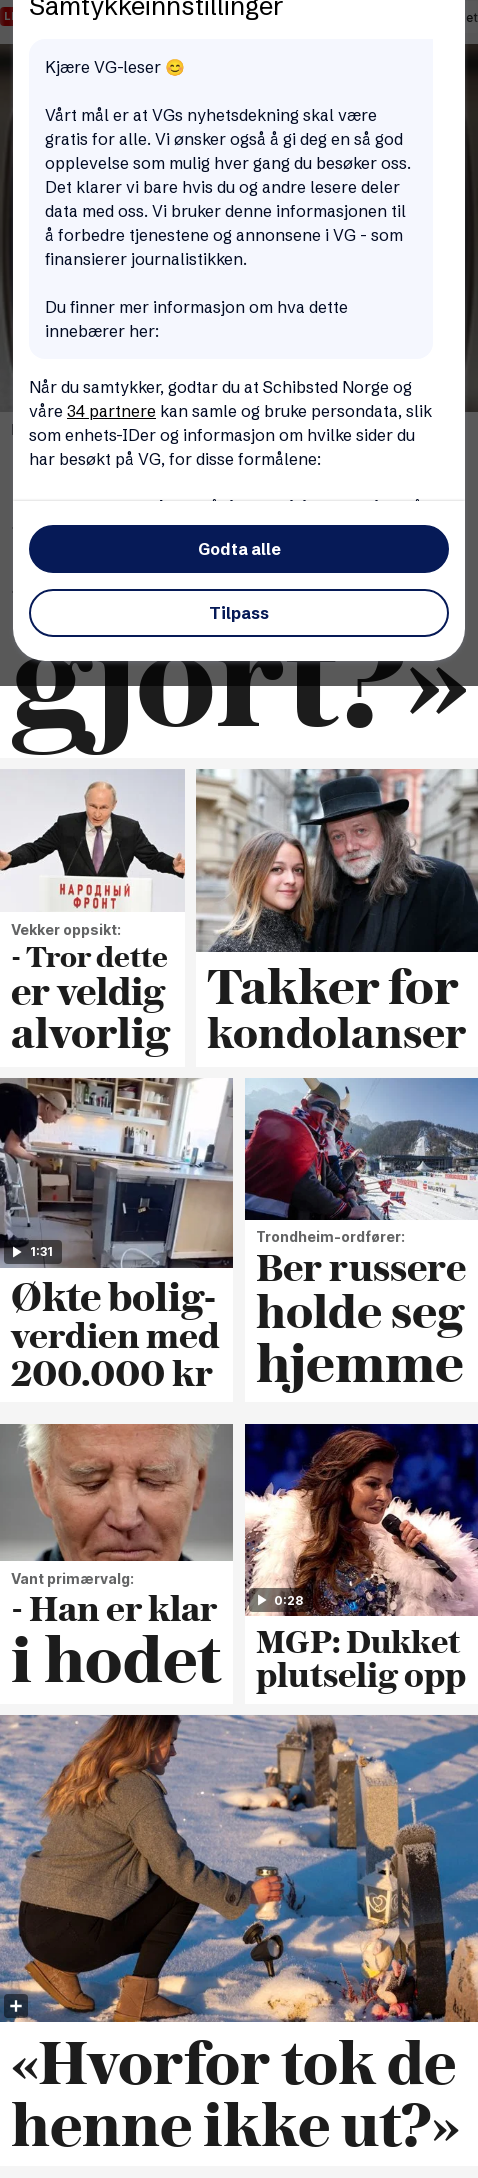 Samtykkeinnstillinger
Kjære VG-leser 😊
Vårt mål er at VGs nyhetsdekning skal være
gratis for alle. Vi ønsker også å gi deg en så god
opplevelse som mulig hver gang du besøker oss.
Det klarer vi bare hvis du og andre lesere deler
data med oss. Vi bruker denne informasjonen til
å forbedre tjenestene og annonsene i VG - som
finansierer journalistikken.
Du finner mer informasjon om hva dette
innebærer her:
Når du samtykker, godtar du at Schibsted Norge og
våre 34 partnere kan samle og bruke persondata, slik
som enhets-IDer og informasjon om hvilke sider du
har besøkt på VG, for disse formålene:
Godta alle
Tilpass
gjort?»
НАРОДНЫЙ
ФРОНТ
Vekker oppsikt:
- Tror dette
er veldig
alvorlig
Takker for
kondolanser
1:31
Økte bolig-
verdien med
200.000 kr
WÜRTH
Trondheim-ordfører:
Ber russere
holde seg
hjemme
Vant primærvalg:
- Han er klar
i hodet
0:28
MGP: Dukket
plutselig opp
«Hvorfor tok de
henne ikke ut?»